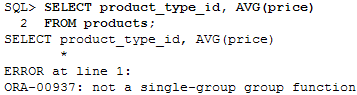 SQL> SELECT product_type_id, AVG(price)
2 FROM products;
SELECT product_type_id, AVG(price)
*
ERROR at line 1:
ORA-00937: not a single-group group function